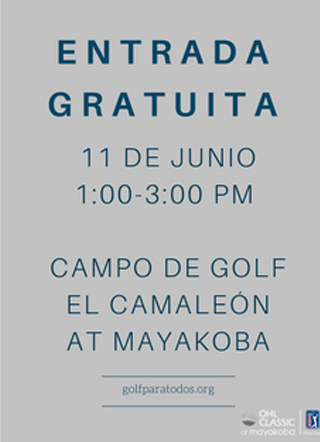 ENTRADA
GRATUITA
11 DE JUNIO
1:00-3:00 PM
CAMPO DE GOLF
EL CAMALEÓN
AT MAYAKOBA
golfparatodos.org
OHL
CLASSIC
at mayakoba